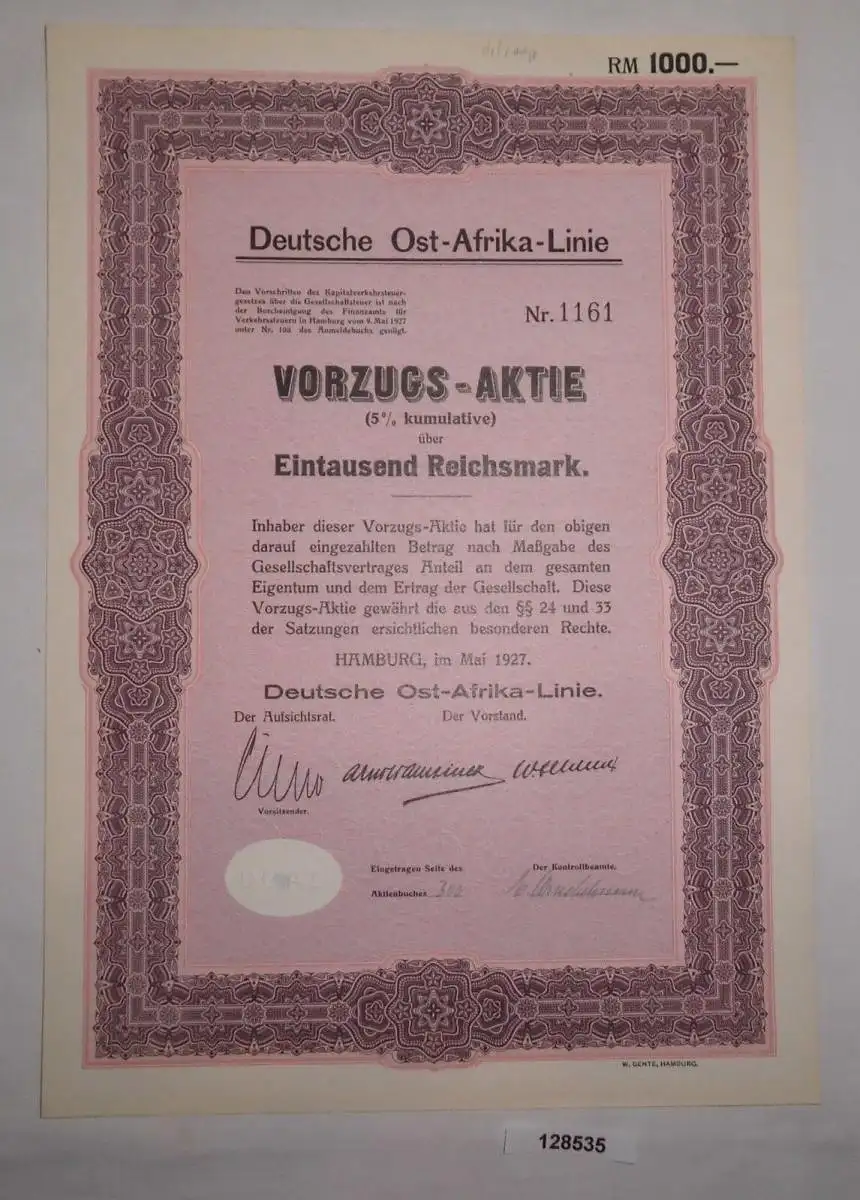 RM 1000.—
Deutsche Ost-Afrika-Linie
Den Vorschriften des Kapitalverkehrsteuer-
gesetzes über die Gesellschaftsteuer ist nach
der Bescheinigung des Finanzamts für
Verkehrssteuern in Hamburg vom 9. Mai 1927
unter Nr. 108 des Anmeldebuchs genügt.
Nr. 1161
VORZUGS-AKTIE
(5% kumulative)
über
Eintausend Reichsmark.
Inhaber dieser Vorzugs-Aktie hat für den obigen
darauf eingezahlten Betrag nach Maßgabe des
Gesellschaftsvertrages Anteil an dem gesamten
Eigentum und dem Ertrag der Gesellschaft. Diese
Vorzugs-Aktie gewährt die aus den §§ 24 und 33
der Satzungen ersichtlichen besonderen Rechte.
HAMBURG, im Mai 1927.
Deutsche Ost-Afrika-Linie.
Der Aufsichtsrat. Der Vorstand.
Vorsitzender.
Eingetragen Seite des
Aktienbuches
Der Kontrollbeamte.
W. GENTE, HAMBURG.
128535